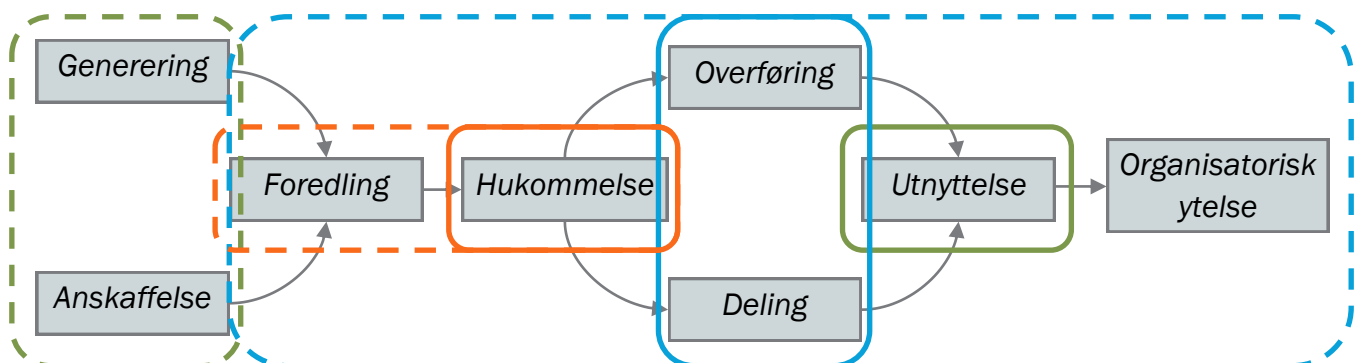 Generering
Overføring
Foredling
Hukommelse
Utnyttelse
Organisatorisk
ytelse
Anskaffelse
Deling